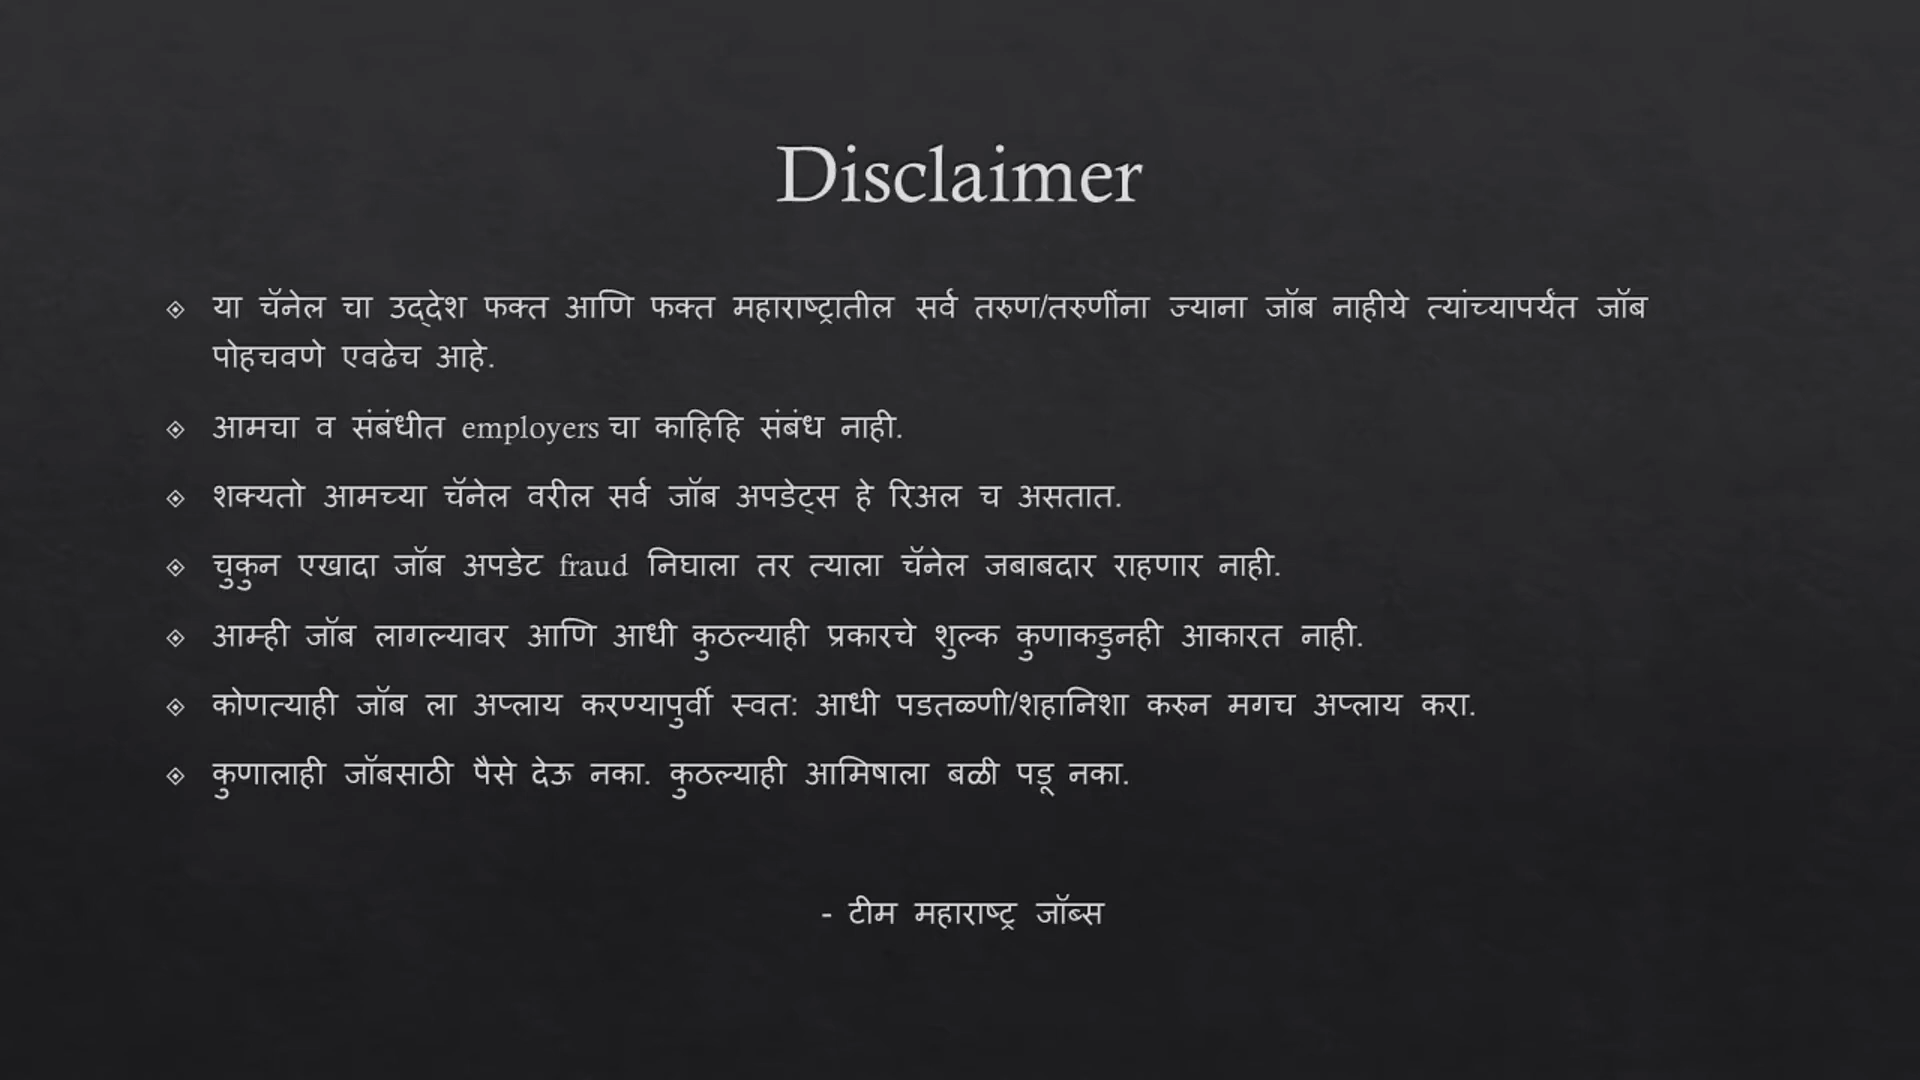 Disclaimer
या चॅनेल चा उद्देश फक्त आणि फक्त महाराष्ट्रातील सर्व तरुण/तरुणींना ज्याना जॉब नाहीये त्यांच्यापर्यंत जॉब
पोहचवणे एवढेच आहे.
आमचा व संबंधीत employers चा काहिहि संबंध नाही.
शक्यतो आमच्या चॅनेल वरील सर्व जॉब अपडेट्स हे रिअल च असतात.
चुकुन एखादा जॉब अपडेट fraud निघाला तर त्याला चॅनेल जबाबदार राहणार नाही.
आम्ही जॉब लागल्यावर आणि आधी कुठल्याही प्रकारचे शुल्क कुणाकडुनही आकारत नाही.
कोणत्याही जॉब ला अप्लाय करण्यापुर्वी स्वत: आधी पडतळणी/शहानिशा करुन मगच अप्लाय करा.
कुणालाही जॉबसाठी पैसे देऊ नका. कुठल्याही आमिषाला बळी पडू नका.
- टीम महाराष्ट्र जॉब्स